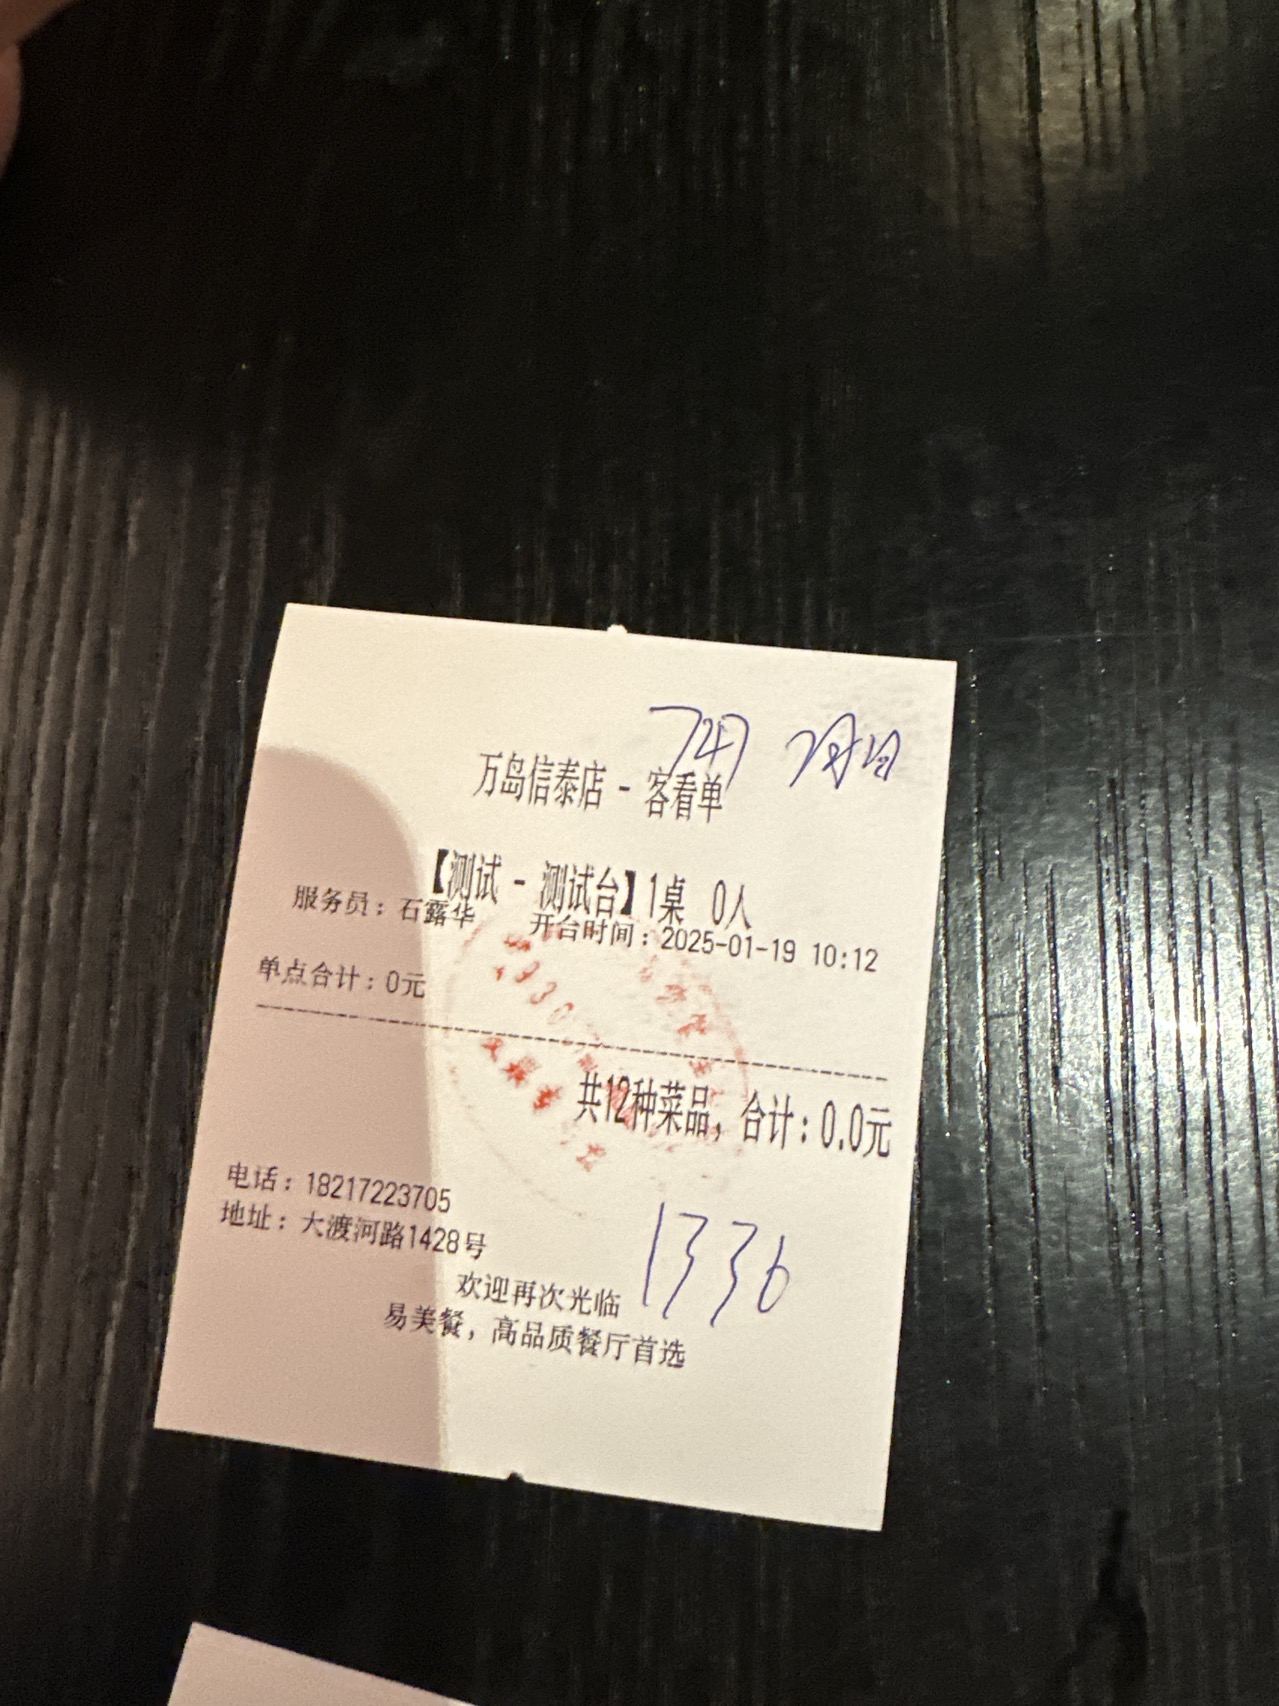 万岛信泰店 - 客看单
【测试 - 测试台】1桌 0人
服务员：石露华 开台时间：2025-01-19 10:12
单点合计：0元
共12种菜品，合计：0.0元
电话：18217223705
地址：大渡河路1428号
1336
欢迎再次光临
易美餐，高品质餐厅首选